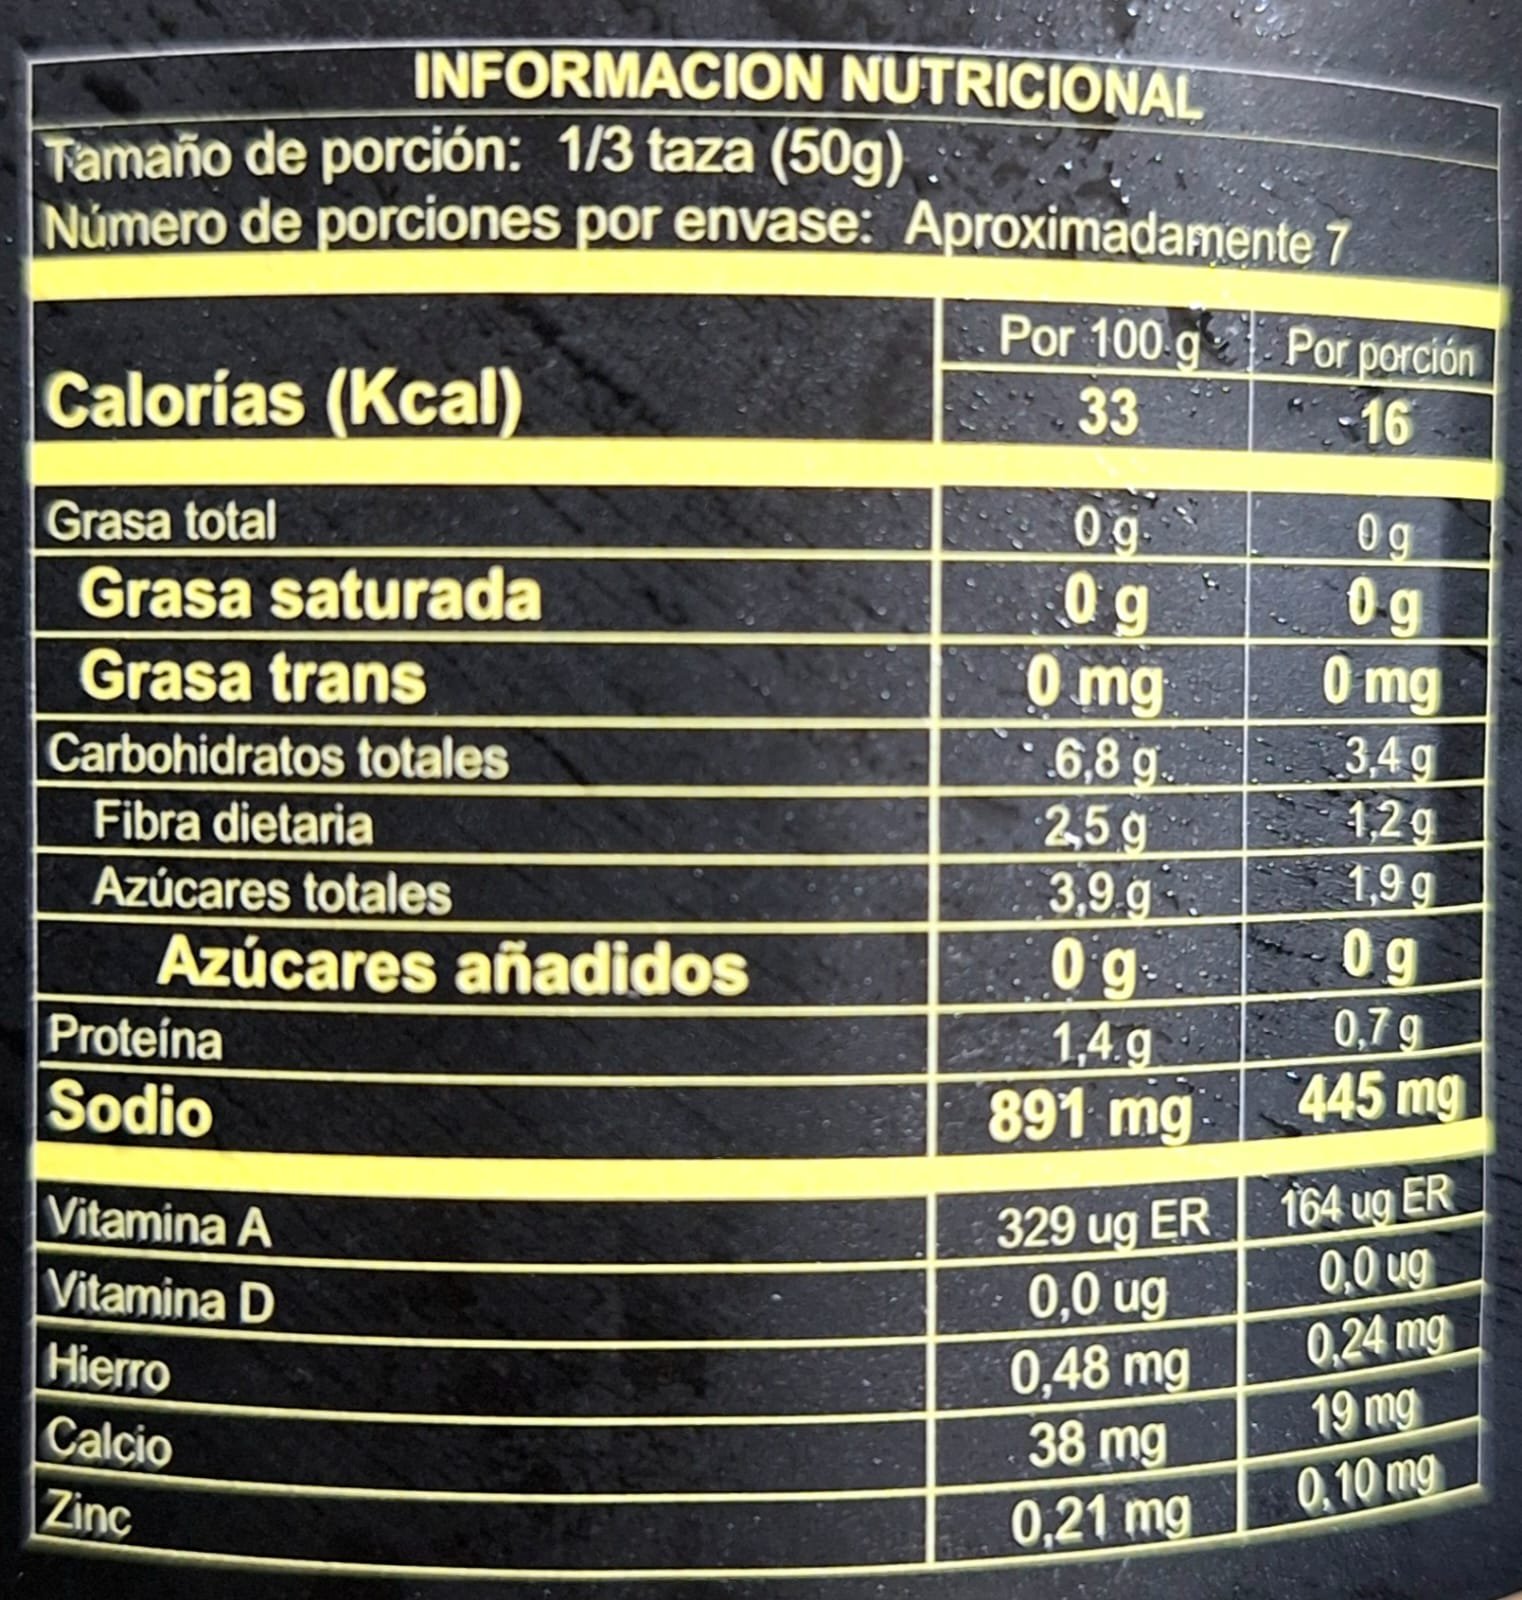 INFORMACION NUTRICIONAL
Tamaño de porción: 1/3 taza (50g)
Número de porciones por envase: Aproximadamente 7
Por 100 g Por porción
Calorías (Kcal) 33 16
Grasa total 0 g 0 g
Grasa saturada 0 g 0 g
Grasa trans 0 mg 0 mg
Carbohidratos totales 6,8 g 3,4 g
Fibra dietaria 2,5 g 1,2 g
Azúcares totales 3,9 g 1,9 g
Azúcares añadidos 0 g 0 g
Proteína 1,4 g 0,7 g
Sodio 891 mg 445 mg
Vitamina A 329 ug ER 164 ug ER
Vitamina D 0,0 ug 0,0 ug
Hierro 0,48 mg 0,24 mg
Calcio 38 mg 19 mg
Zinc 0,21 mg 0,10 mg